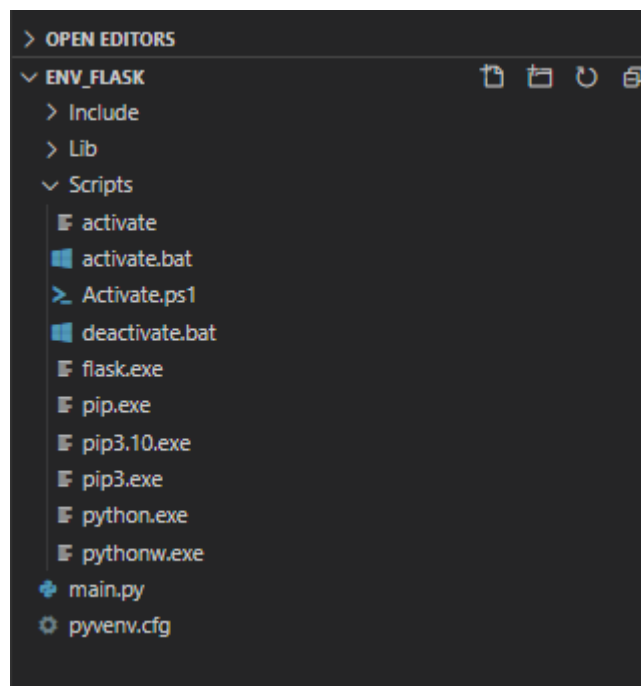 OPEN EDITORS
ENV_FLASK
Include
Lib
Scripts
activate
activate.bat
Activate.ps1
deactivate.bat
flask.exe
pip.exe
pip3.10.exe
pip3.exe
python.exe
pythonw.exe
main.py
pyvenv.cfg